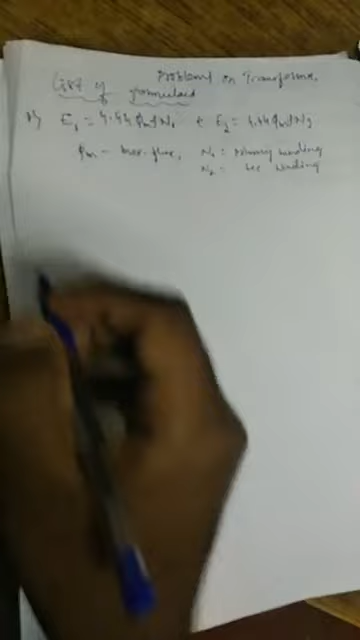 Problems on Transformer.
List of formulaes
1) E₁ = 4.44 ϕₘ f N₁ & E₂ = 4.44 ϕₘ f N₂
ϕₘ – max. flux, N₁ = Primary winding
N₂ = Sec winding